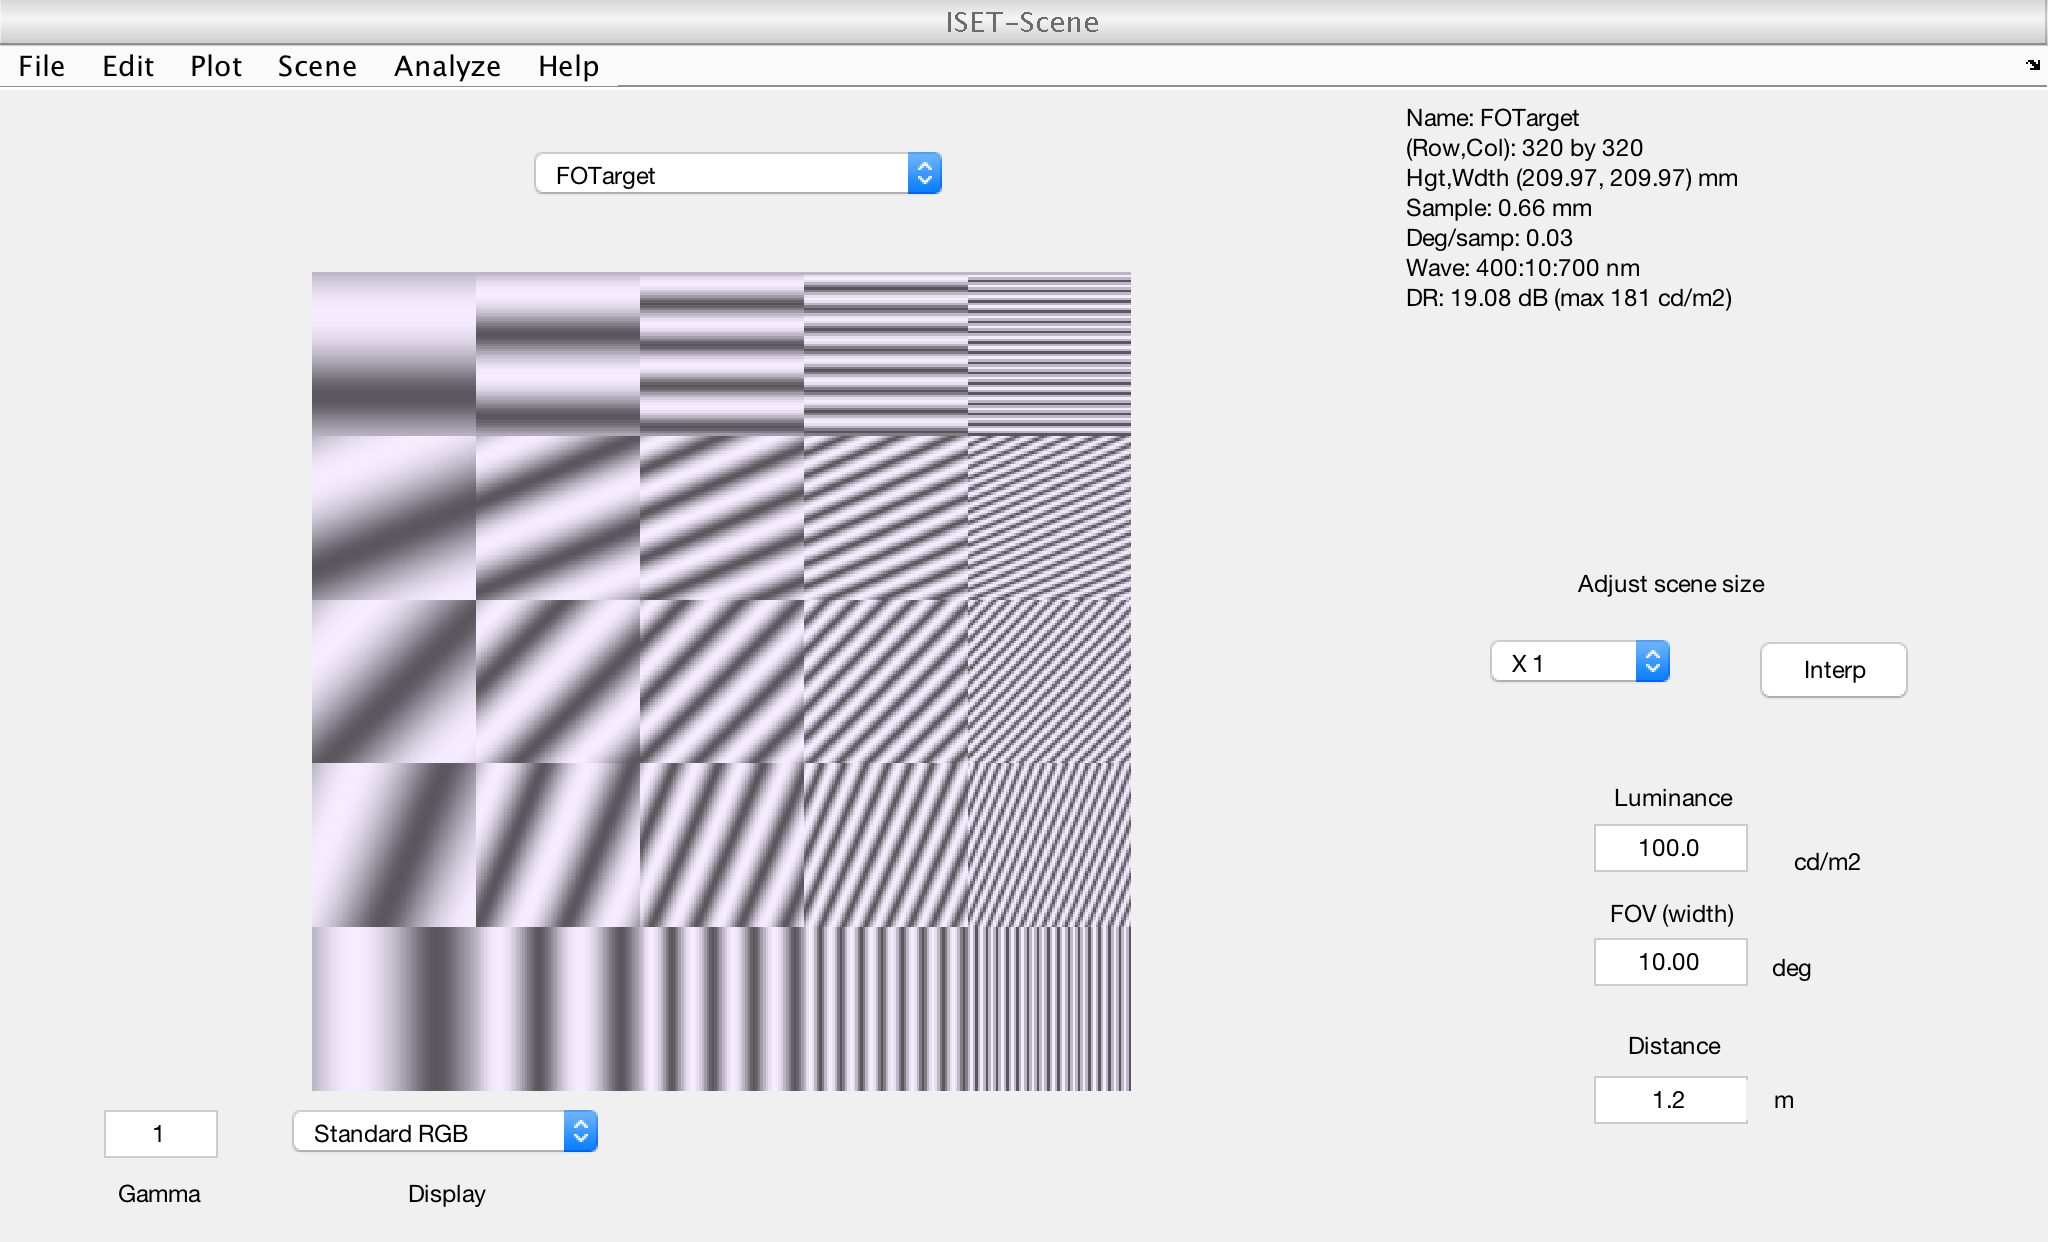 ISET-Scene
File Edit Plot Scene Analyze Help
FOTarget
Name: FOTarget
(Row,Col): 320 by 320
Hgt,Wdth (209.97, 209.97) mm
Sample: 0.66 mm
Deg/samp: 0.03
Wave: 400:10:700 nm
DR: 19.08 dB (max 181 cd/m2)
Adjust scene size
X 1
Interp
Luminance
100.0 cd/m2
FOV (width)
10.00 deg
Distance
1.2 m
1
Standard RGB
Gamma
Display